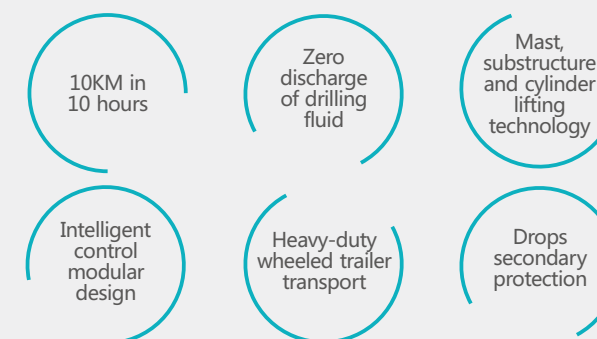 10KM in
10 hours
Zero
discharge
of drilling
fluid
Mast,
substructure
and cylinder
lifting
technology
Intelligent
control
modular
design
Heavy-duty
wheeled trailer
transport
Drops
secondary
protection